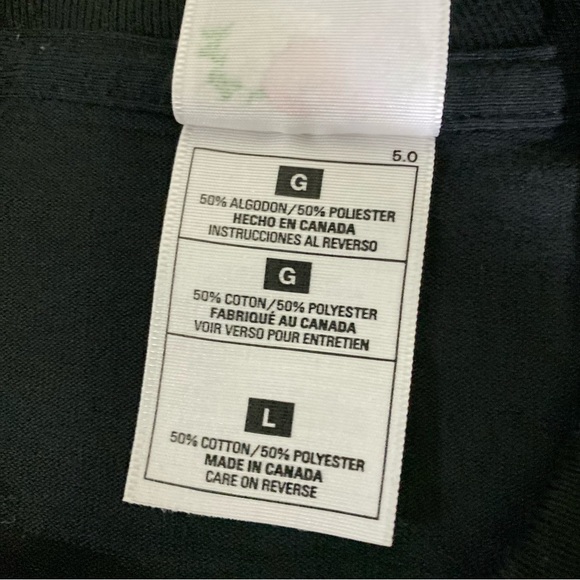 5.0
G
50% ALGODON/50% POLIESTER
HECHO EN CANADA
INSTRUCCIONES AL REVERSO
G
50% COTON/50% POLYESTER
FABRIQUÉ AU CANADA
VOIR VERSO POUR ENTRETIEN
L
50% COTTON/50% POLYESTER
MADE IN CANADA
CARE ON REVERSE